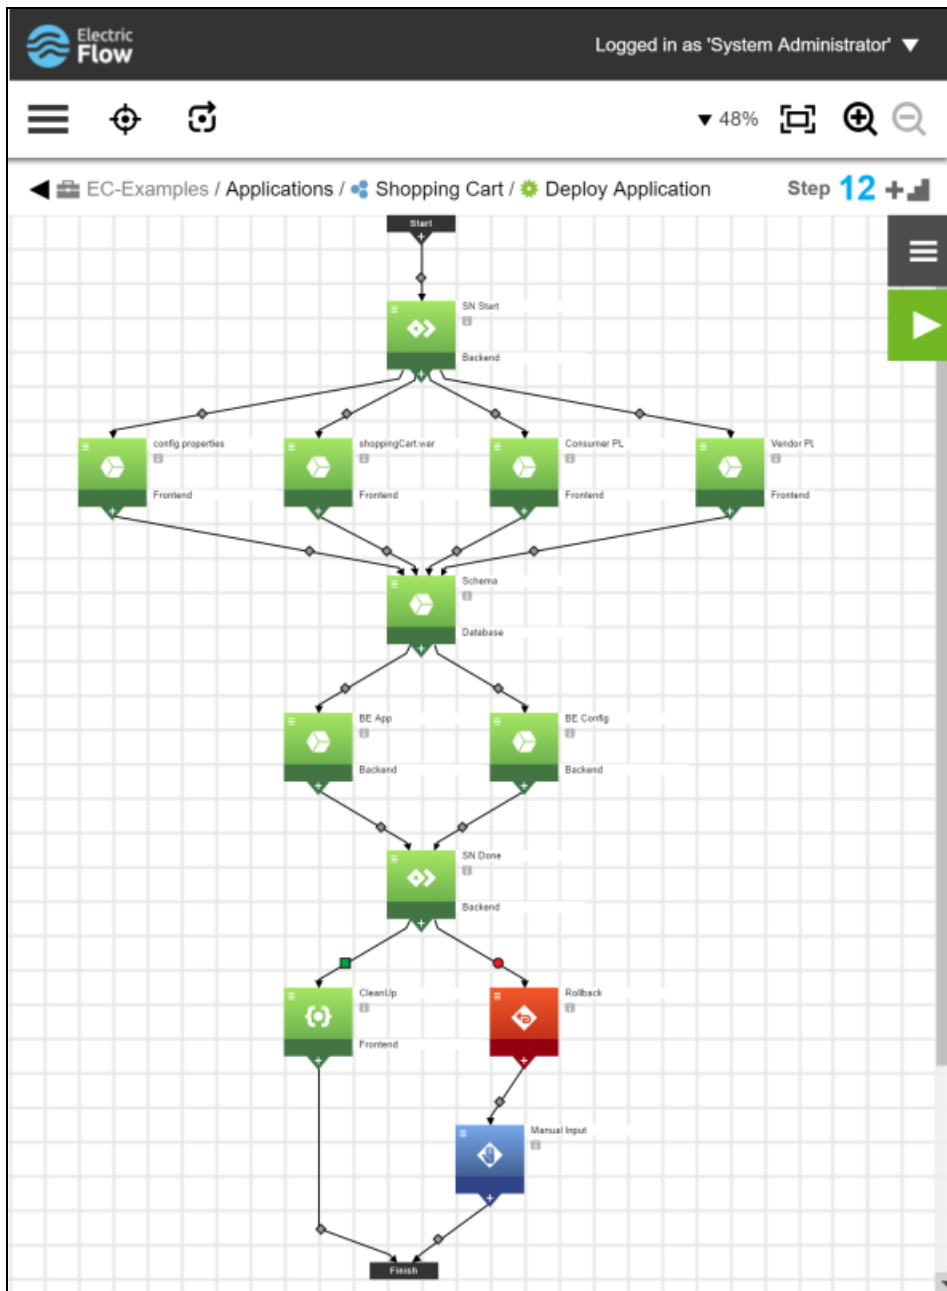 Electric
Flow
Logged in as 'System Administrator'
48%
EC-Examples / Applications / Shopping Cart / Deploy Application
Step 12
Start
SN Start
Backend
config.properties
Frontend
shoppingCart.war
Frontend
Consumer PL
Frontend
Vendor PL
Frontend
Schema
Database
BE App
Backend
BE Config
Backend
SN Done
Backend
CleanUp
Frontend
Rollback
Manual Input
Finish